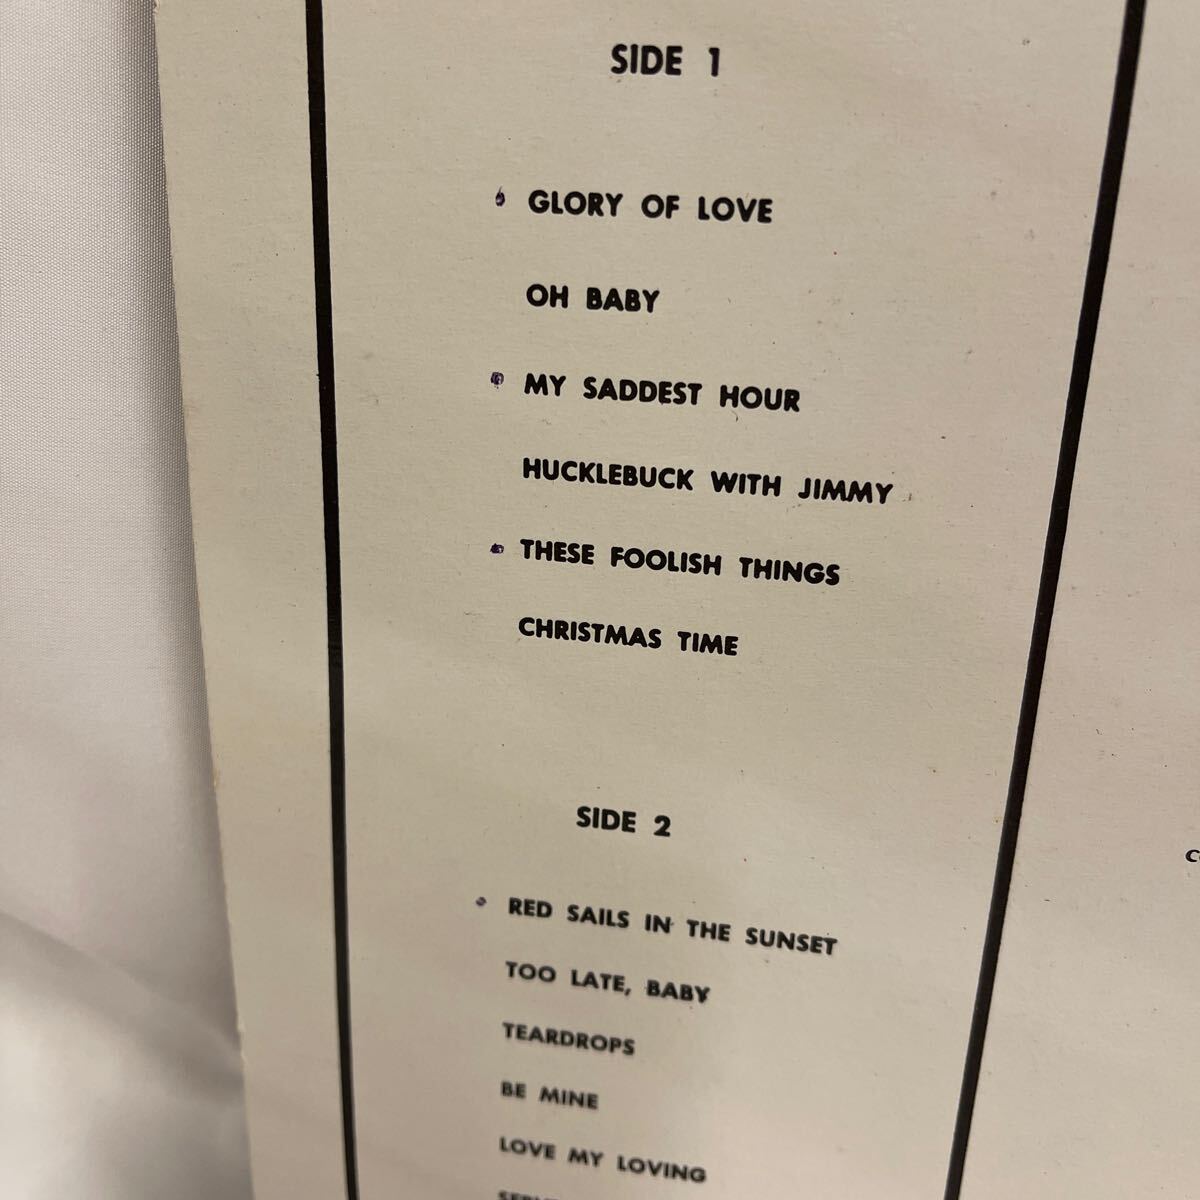 SIDE 1
GLORY OF LOVE
OH BABY
MY SADDEST HOUR
HUCKLEBUCK WITH JIMMY
THESE FOOLISH THINGS
CHRISTMAS TIME
SIDE 2
RED SAILS IN THE SUNSET
TOO LATE, BABY
TEARDROPS
BE MINE
LOVE MY LOVING